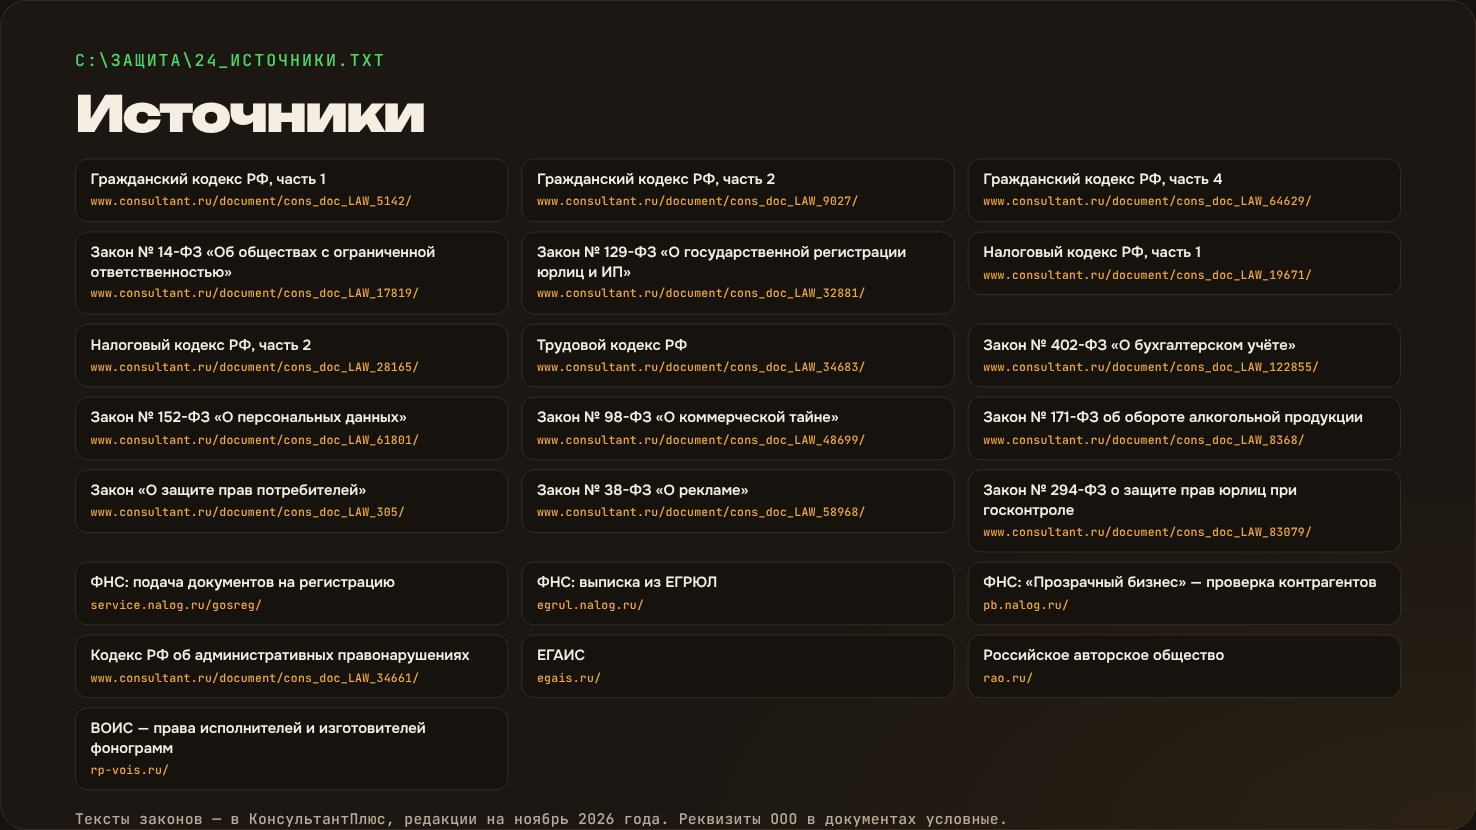 C:\ЗАЩИТА\24_ИСТОЧНИКИ.TXT
Источники
Гражданский кодекс РФ, часть 1
www.consultant.ru/document/cons_doc_LAW_5142/
Гражданский кодекс РФ, часть 2
www.consultant.ru/document/cons_doc_LAW_9027/
Гражданский кодекс РФ, часть 4
www.consultant.ru/document/cons_doc_LAW_64629/
Закон № 14-ФЗ «Об обществах с ограниченной
ответственностью»
www.consultant.ru/document/cons_doc_LAW_17819/
Закон № 129-ФЗ «О государственной регистрации
юрлиц и ИП»
www.consultant.ru/document/cons_doc_LAW_32881/
Налоговый кодекс РФ, часть 1
www.consultant.ru/document/cons_doc_LAW_19671/
Налоговый кодекс РФ, часть 2
www.consultant.ru/document/cons_doc_LAW_28165/
Трудовой кодекс РФ
www.consultant.ru/document/cons_doc_LAW_34683/
Закон № 402-ФЗ «О бухгалтерском учёте»
www.consultant.ru/document/cons_doc_LAW_122855/
Закон № 152-ФЗ «О персональных данных»
www.consultant.ru/document/cons_doc_LAW_61801/
Закон № 98-ФЗ «О коммерческой тайне»
www.consultant.ru/document/cons_doc_LAW_48699/
Закон № 171-ФЗ об обороте алкогольной продукции
www.consultant.ru/document/cons_doc_LAW_8368/
Закон «О защите прав потребителей»
www.consultant.ru/document/cons_doc_LAW_305/
Закон № 38-ФЗ «О рекламе»
www.consultant.ru/document/cons_doc_LAW_58968/
Закон № 294-ФЗ о защите прав юрлиц при
госконтроле
www.consultant.ru/document/cons_doc_LAW_83079/
ФНС: подача документов на регистрацию
service.nalog.ru/gosreg/
ФНС: выписка из ЕГРЮЛ
egrul.nalog.ru/
ФНС: «Прозрачный бизнес» — проверка контрагентов
pb.nalog.ru/
Кодекс РФ об административных правонарушениях
www.consultant.ru/document/cons_doc_LAW_34661/
ЕГАИС
egais.ru/
Российское авторское общество
rao.ru/
ВОИС — права исполнителей и изготовителей
фонограмм
rp-vois.ru/
Тексты законов — в КонсультантПлюс, редакции на ноябрь 2026 года. Реквизиты ООО в документах условные.